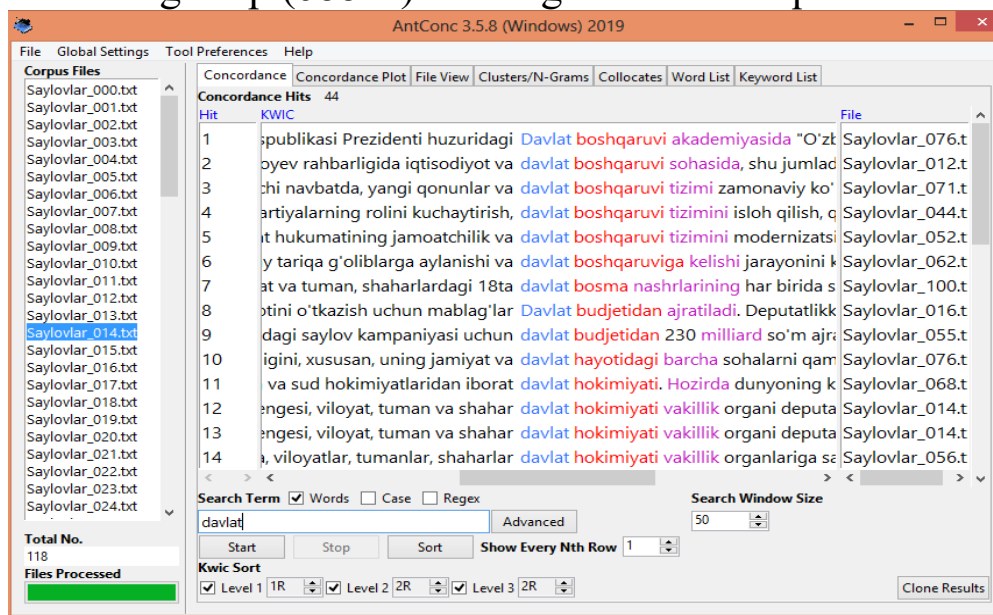 AntConc 3.5.8 (Windows) 2019
File Global Settings Tool Preferences Help
Corpus Files
Saylovlar_000.txt
Saylovlar_001.txt
Saylovlar_002.txt
Saylovlar_003.txt
Saylovlar_004.txt
Saylovlar_005.txt
Saylovlar_006.txt
Saylovlar_007.txt
Saylovlar_008.txt
Saylovlar_009.txt
Saylovlar_010.txt
Saylovlar_011.txt
Saylovlar_012.txt
Saylovlar_013.txt
Saylovlar_014.txt
Saylovlar_015.txt
Saylovlar_016.txt
Saylovlar_017.txt
Saylovlar_018.txt
Saylovlar_019.txt
Saylovlar_020.txt
Saylovlar_021.txt
Saylovlar_022.txt
Saylovlar_023.txt
Saylovlar_024.txt
Total No.
118
Files Processed
Concordance Concordance Plot File View Clusters/N-Grams Collocates Word List Keyword List
Concordance Hits 44
Hit KWIC File
1 spublikasi Prezidenti huzuridagi Davlat boshqaruvi akademiyasida "O'zb Saylovlar_076.t
2 oyev rahbarligida iqtisodiyot va davlat boshqaruvi sohasida, shu jumlad Saylovlar_012.t
3 chi navbatda, yangi qonunlar va davlat boshqaruvi tizimi zamonaviy ko' Saylovlar_071.t
4 artiyalarning rolini kuchaytirish, davlat boshqaruvi tizimini isloh qilish, q Saylovlar_044.t
5 t hukumatining jamoatchilik va davlat boshqaruvi tizimini modernizatsi Saylovlar_052.t
6 y tariqa g'oliblarga aylanishi va davlat boshqaruviga kelishi jarayonini k Saylovlar_062.t
7 at va tuman, shaharlardagi 18ta davlat bosma nashrlarining har birida s Saylovlar_100.t
8 otini o'tkazish uchun mablag'lar Davlat budjetidan ajratiladi. Deputatlikk Saylovlar_016.t
9 dagi saylov kampaniyasi uchun davlat budjetidan 230 milliard so'm ajra Saylovlar_055.t
10 igini, xususan, uning jamiyat va davlat hayotidagi barcha sohalarni qam Saylovlar_076.t
11 va sud hokimiyatlaridan iborat davlat hokimiyati. Hozirda dunyoning k Saylovlar_068.t
12 engesi, viloyat, tuman va shahar davlat hokimiyati vakillik organi deputa Saylovlar_014.t
13 engesi, viloyat, tuman va shahar davlat hokimiyati vakillik organi deputa Saylovlar_014.t
14 , viloyatlar, tumanlar, shaharlar davlat hokimiyati vakillik organlariga sa Saylovlar_056.t
Search Term Words Case Regex Search Window Size
davlat Advanced 50
Start Stop Sort Show Every Nth Row 1
Kwic Sort
Level 1 1R Level 2 2R Level 3 2R Clone Results